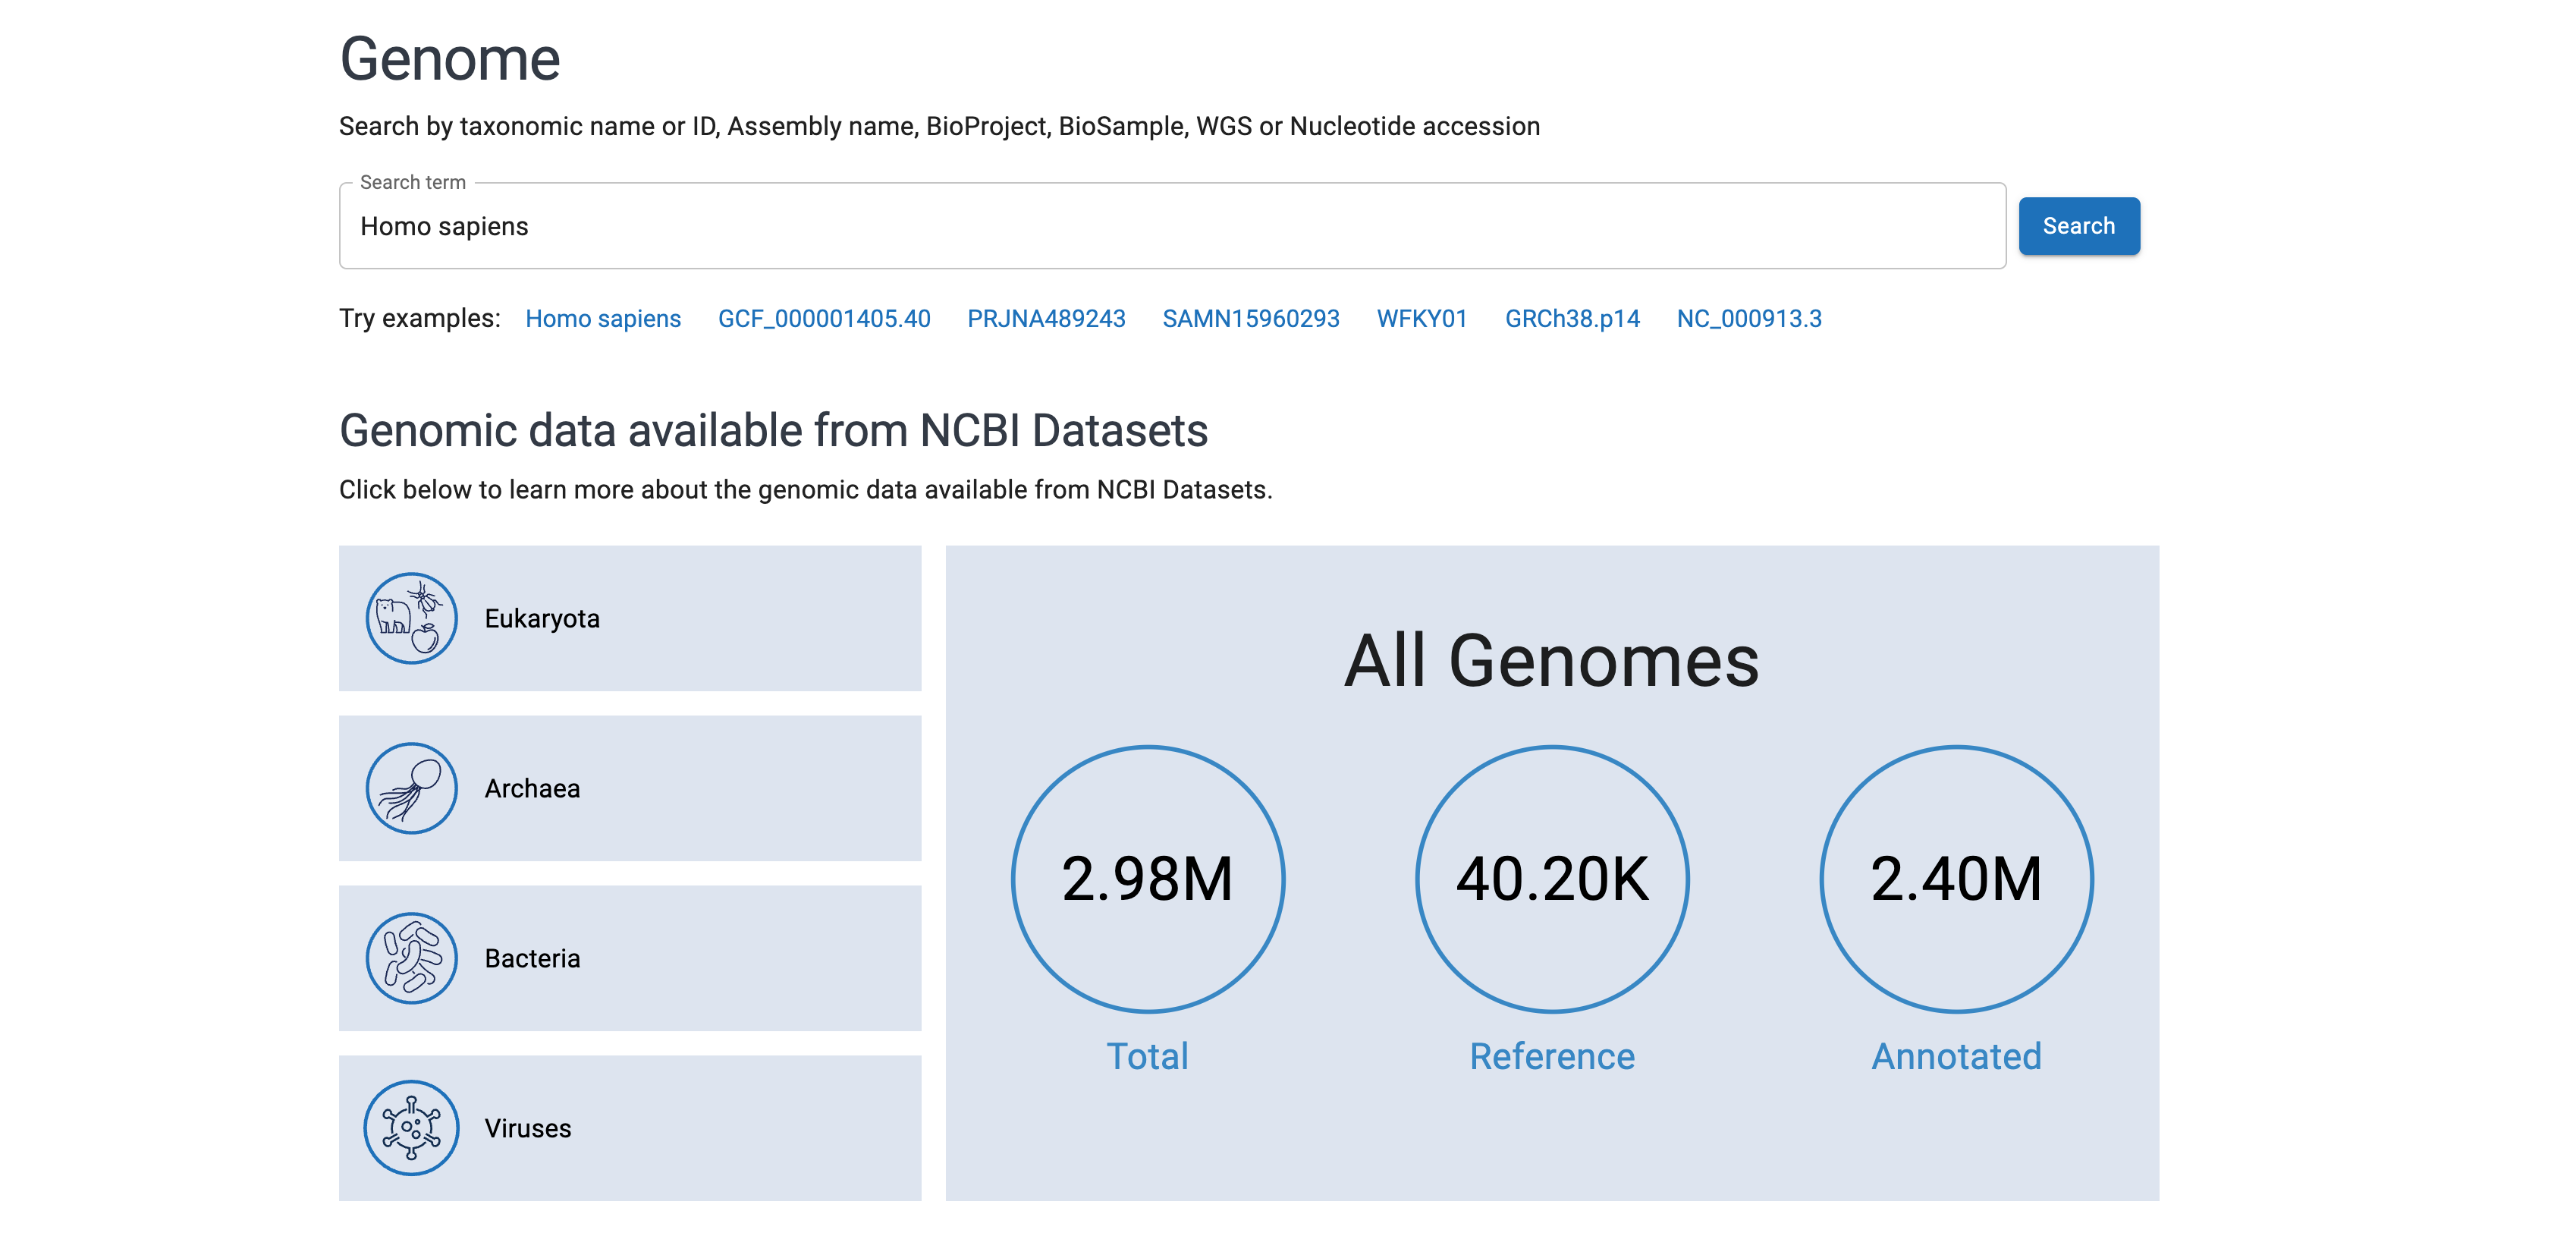 Genome
Search by taxonomic name or ID, Assembly name, BioProject, BioSample, WGS or Nucleotide accession
Search term
Homo sapiens
Search
Try examples: Homo sapiens GCF_000001405.40 PRJNA489243 SAMN15960293 WFKY01 GRCh38.p14 NC_000913.3
Genomic data available from NCBI Datasets
Click below to learn more about the genomic data available from NCBI Datasets.
Eukaryota
Archaea
Bacteria
Viruses
All Genomes
2.98M 40.20K 2.40M
Total Reference Annotated